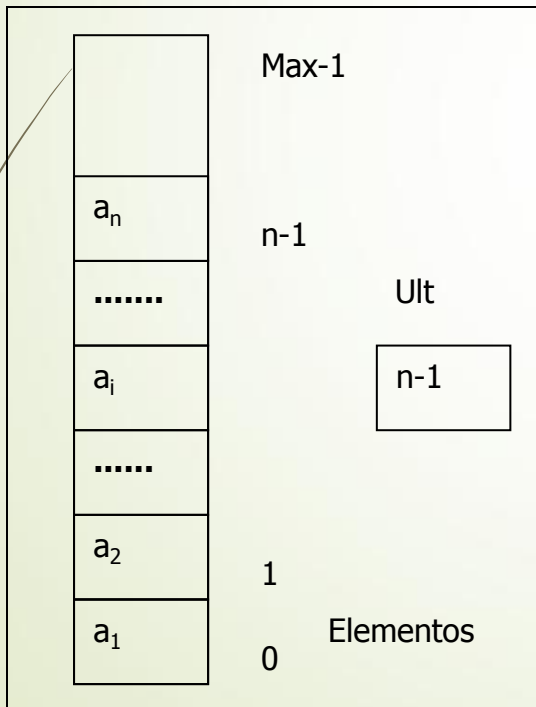 Max-1
aₙ
n-1
.......
Ult
aᵢ
n-1
......
a₂
1
a₁
Elementos
0